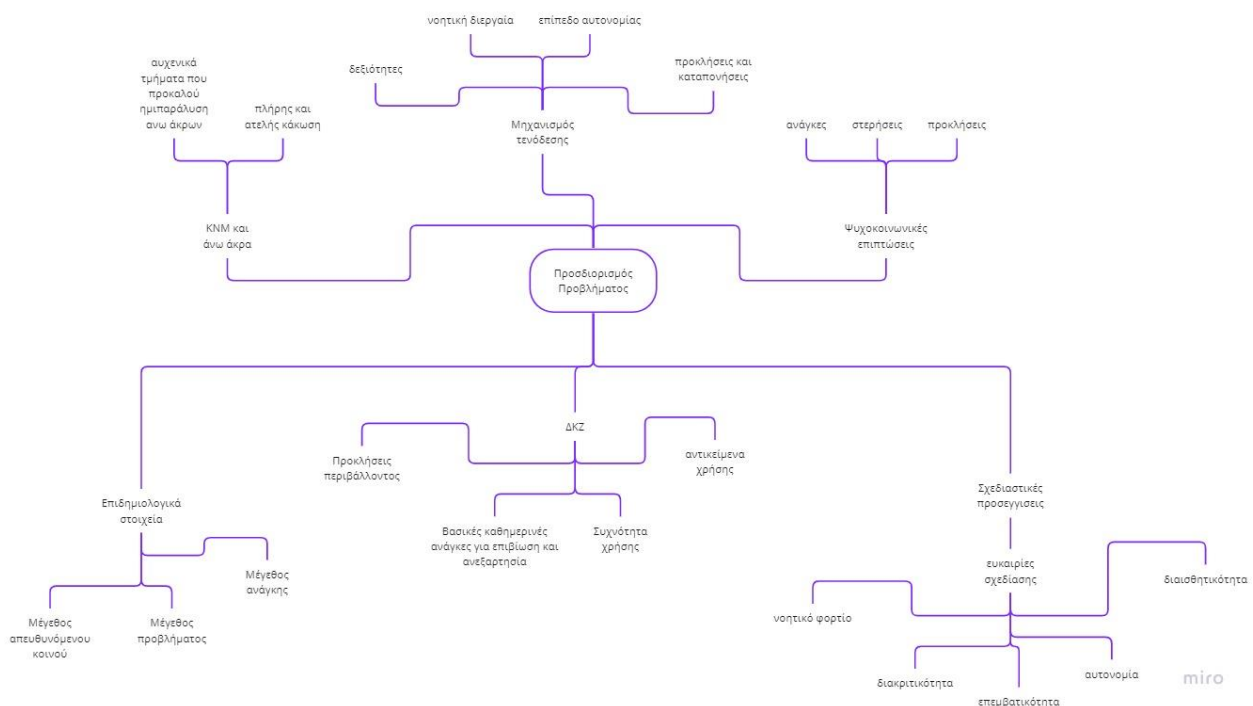 νοητική διεργαία
επίπεδο αυτονομίας
δεξιότητες
προκλήσεις και
καταπονήσεις
Μηχανισμός
τενόδεσης
αυχενικά
τμήματα που
προκαλού
ημιπαράλυση
ανω άκρων
πλήρης και
ατελής κάκωση
ΚΝΜ και
άνω άκρα
ανάγκες
στερήσεις
προκλήσεις
Ψυχοκοινωνικές
επιπτώσεις
Προσδιορισμός
Προβλήματος
Επιδημιολογικά
στοιχεία
Μέγεθος
απευθυνόμενου
κοινού
Μέγεθος
προβλήματος
Μέγεθος
ανάγκης
ΔΚΖ
Προκλήσεις
περιβάλλοντος
Βασικές καθημερινές
ανάγκες για επιβίωση και
ανεξαρτησία
Συχνότητα
χρήσης
αντικείμενα
χρήσης
Σχεδιαστικές
προσεγγισεις
ευκαιρίες
σχεδίασης
νοητικό φορτίο
διακριτικότητα
επεμβατικότητα
αυτονομία
διαισθητικότητα
miro